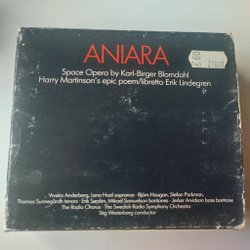 ANIARA
Space Opera by Karl-Birger Blomdahl
Harry Martinson's epic poem/libretto Erik Lindegren
Viveka Anderberg, Lena Hoel sopranos · Björn Haugan, Stefan Parkman,
Thomas Sunnegårdh tenors · Erik Sædén, Mikael Samuelson baritones · Jerker Arvidson bass baritone
The Radio Chorus · The Swedish Radio Symphony Orchestra
Stig Westerberg conductor